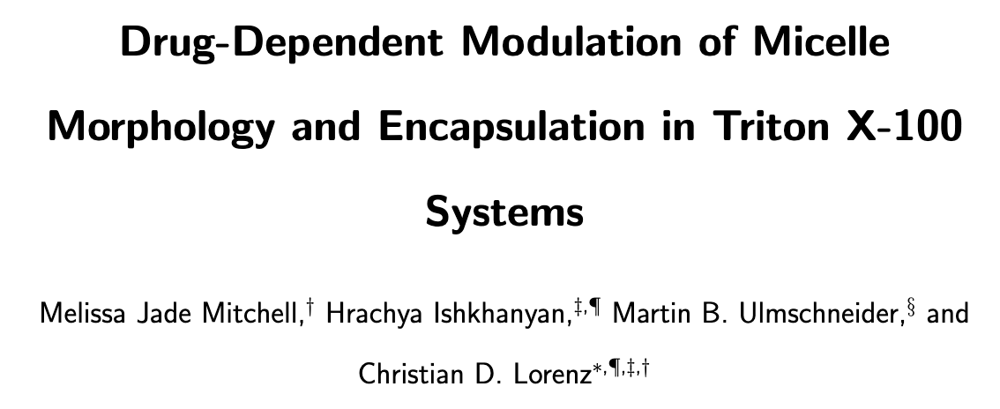 Drug-Dependent Modulation of Micelle
Morphology and Encapsulation in Triton X-100
Systems
Melissa Jade Mitchell,† Hrachya Ishkhanyan,‡,¶ Martin B. Ulmschneider,§ and
Christian D. Lorenz*,¶,‡,†